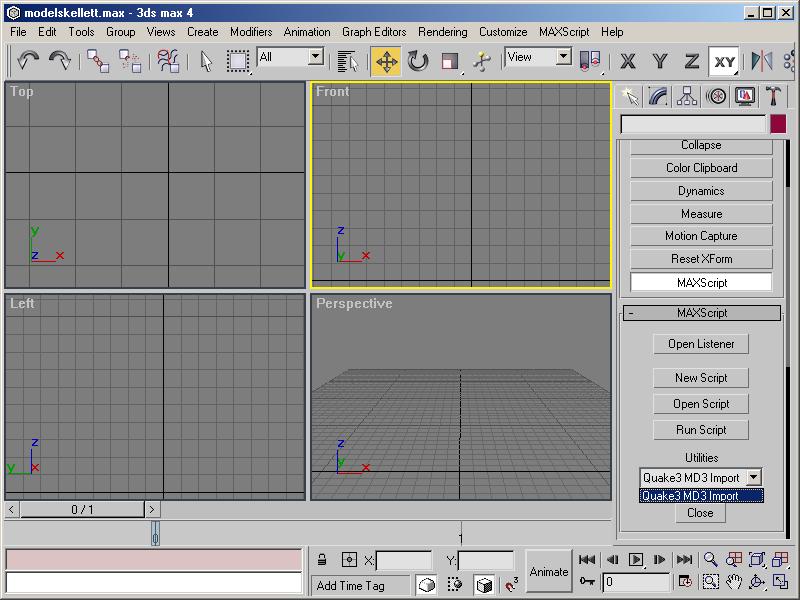 modelskellett.max - 3ds max 4
File Edit Tools Group Views Create Modifiers Animation Graph Editors Rendering Customize MAXScript Help
All
View
X Y Z XY
Top
y
z x
Front
z
y x
Left
z
y x
Perspective
z
y x
Collapse
Color Clipboard
Dynamics
Measure
Motion Capture
Reset XForm
MAXScript
- MAXScript
Open Listener
New Script
Open Script
Run Script
Utilities
Quake3 MD3 Import
Quake3 MD3 Import
Close
< 0 / 1 >
0 1
X: Y:
Add Time Tag
Animate
0